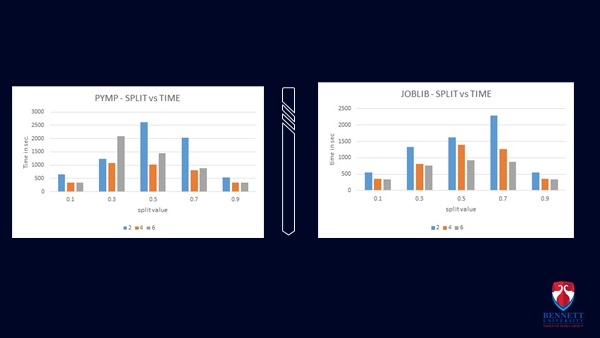 PYMP - SPLIT vs TIME
3000
2500
2000
1500
1000
500
0
Time in sec.
0.1 0.3 0.5 0.7 0.9
split value
2 4 6
JOBLIB - SPLIT vs TIME
2500
2000
1500
1000
500
0
time in sec
0.1 0.3 0.5 0.7 0.9
split value
2 4 6
BENNETT
UNIVERSITY